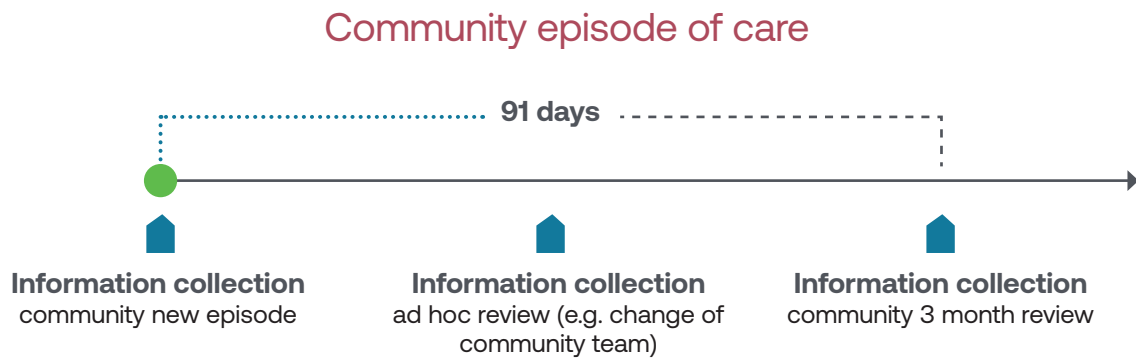 Community episode of care
91 days
Information collection
community new episode
Information collection
ad hoc review (e.g. change of
community team)
Information collection
community 3 month review